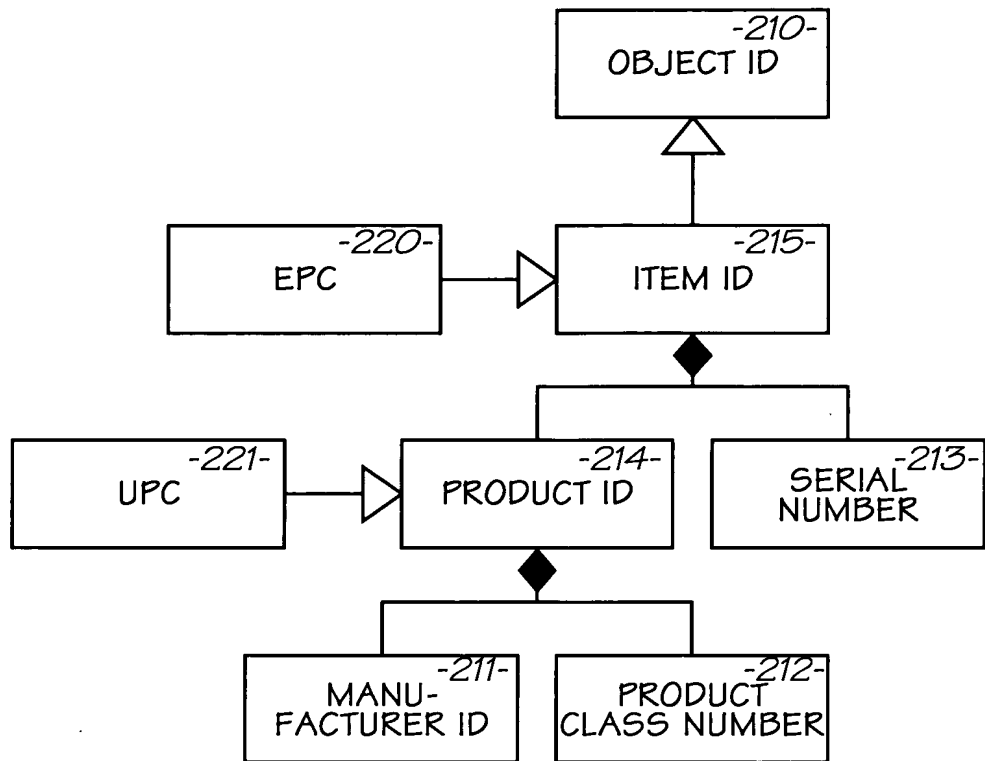 -210-
OBJECT ID
-220-
EPC
-215-
ITEM ID
-221-
UPC
-214-
PRODUCT ID
-213-
SERIAL
NUMBER
-211-
MANU-
FACTURER ID
-212-
PRODUCT
CLASS NUMBER